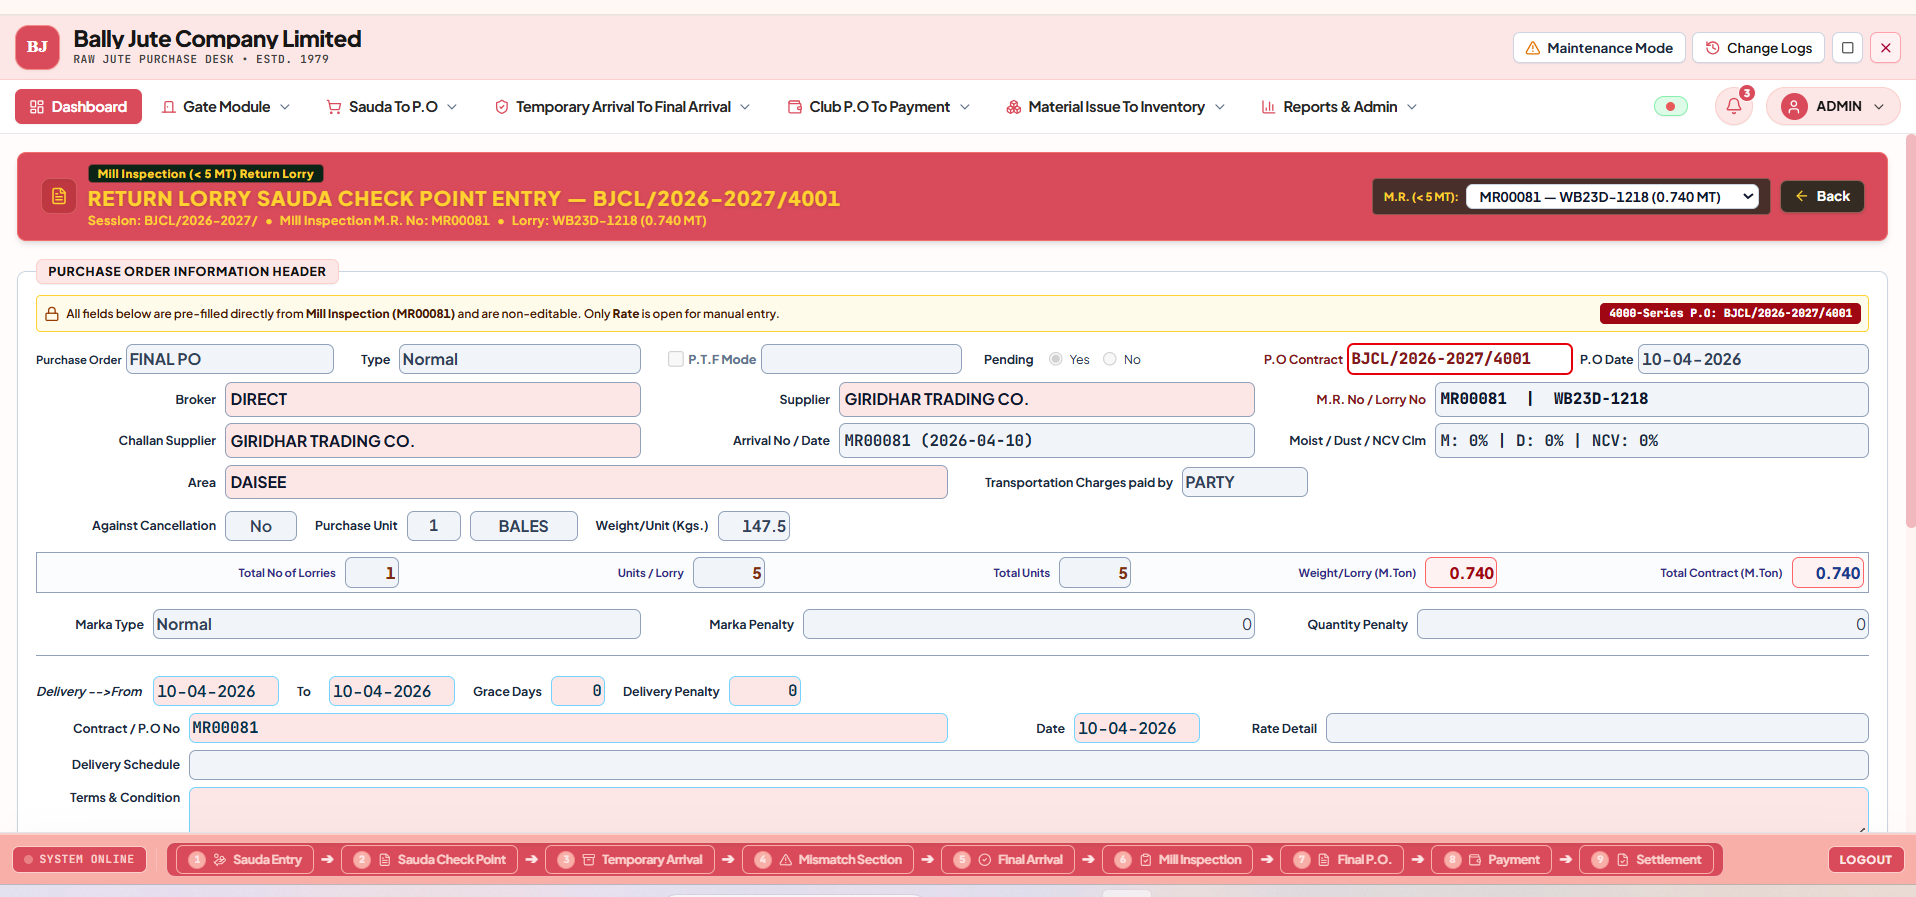 BJ
Bally Jute Company Limited
RAW JUTE PURCHASE DESK • ESTD. 1979
Maintenance Mode
Change Logs
Dashboard
Gate Module
Sauda To P.O
Temporary Arrival To Final Arrival
Club P.O To Payment
Material Issue To Inventory
Reports & Admin
3
ADMIN
Mill Inspection (< 5 MT) Return Lorry
RETURN LORRY SAUDA CHECK POINT ENTRY — BJCL/2026-2027/4001
Session: BJCL/2026-2027/ • Mill Inspection M.R. No: MR00081 • Lorry: WB23D-1218 (0.740 MT)
M.R. (< 5 MT): MR00081 — WB23D-1218 (0.740 MT)
Back
PURCHASE ORDER INFORMATION HEADER
All fields below are pre-filled directly from Mill Inspection (MR00081) and are non-editable. Only Rate is open for manual entry.
4000-Series P.O: BJCL/2026-2027/4001
Purchase Order FINAL PO Type Normal P.T.F Mode Pending Yes No P.O Contract BJCL/2026-2027/4001 P.O Date 10-04-2026
Broker DIRECT Supplier GIRIDHAR TRADING CO. M.R. No / Lorry No MR00081 | WB23D-1218
Challan Supplier GIRIDHAR TRADING CO. Arrival No / Date MR00081 (2026-04-10) Moist / Dust / NCV Clm M: 0% | D: 0% | NCV: 0%
Area DAISEE Transportation Charges paid by PARTY
Against Cancellation No Purchase Unit 1 BALES Weight/Unit (Kgs.) 147.5
Total No of Lorries 1 Units / Lorry 5 Total Units 5 Weight/Lorry (M.Ton) 0.740 Total Contract (M.Ton) 0.740
Marka Type Normal Marka Penalty 0 Quantity Penalty 0
Delivery -->From 10-04-2026 To 10-04-2026 Grace Days 0 Delivery Penalty 0
Contract / P.O No MR00081 Date 10-04-2026 Rate Detail
Delivery Schedule
Terms & Condition
SYSTEM ONLINE
1 Sauda Entry ➔ 2 Sauda Check Point ➔ 3 Temporary Arrival ➔ 4 Mismatch Section ➔ 5 Final Arrival ➔ 6 Mill Inspection ➔ 7 Final P.O. ➔ 8 Payment ➔ 9 Settlement
LOGOUT